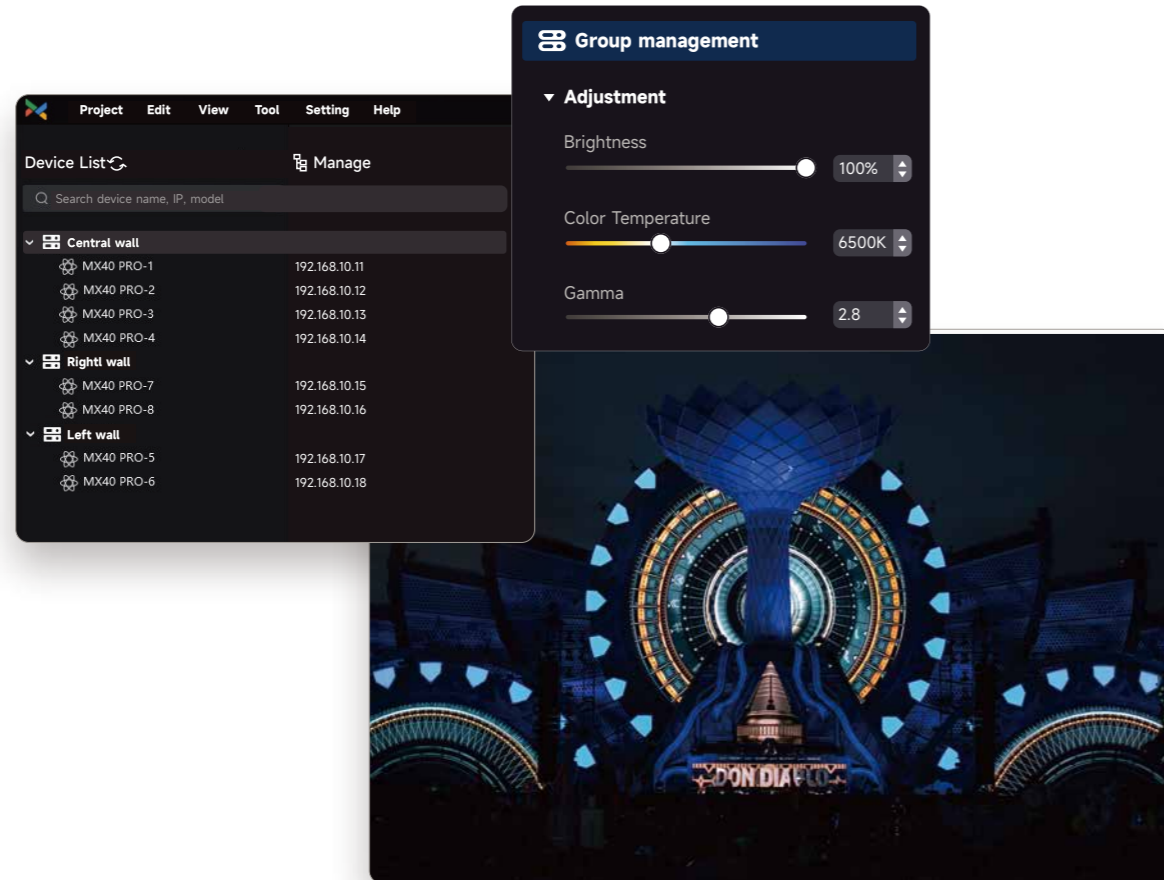 Project Edit View Tool Setting Help
Device List
Manage
Search device name, IP, model
Central wall
MX40 PRO-1 192.168.10.11
MX40 PRO-2 192.168.10.12
MX40 PRO-3 192.168.10.13
MX40 PRO-4 192.168.10.14
Rightl wall
MX40 PRO-7 192.168.10.15
MX40 PRO-8 192.168.10.16
Left wall
MX40 PRO-5 192.168.10.17
MX40 PRO-6 192.168.10.18
Group management
Adjustment
Brightness
100%
Color Temperature
6500K
Gamma
2.8
DON DIABLO